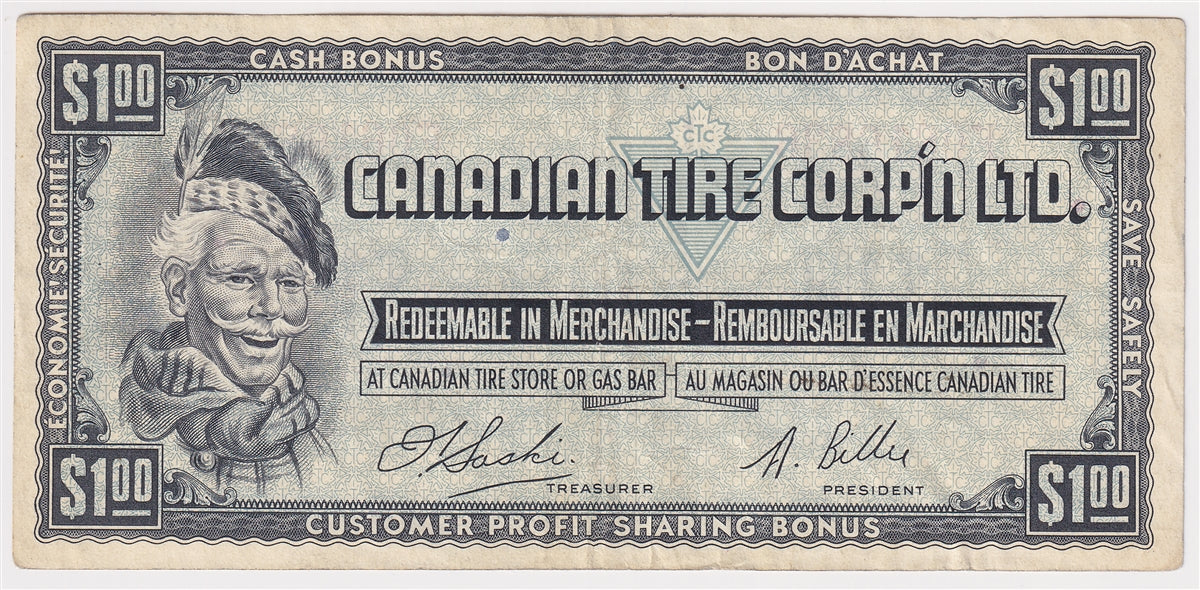 CASH BONUS
BON D'ACHAT
$1.00
$1.00
CTC
CANADIAN TIRE CORP'N LTD.
ÉCONOMIE! SÉCURITÉ!
SAVE SAFELY
REDEEMABLE IN MERCHANDISE – REMBOURSABLE EN MARCHANDISE
AT CANADIAN TIRE STORE OR GAS BAR
AU MAGASIN OU BAR D'ESSENCE CANADIAN TIRE
TREASURER
PRESIDENT
$1.00
$1.00
CUSTOMER PROFIT SHARING BONUS